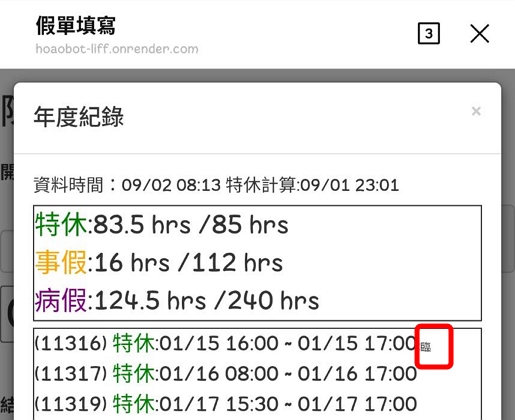 假單填寫
3
hoaobot-liff.onrender.com
年度紀錄
×
資料時間：09/02 08:13 特休計算:09/01 23:01
特休:83.5 hrs /85 hrs
事假:16 hrs /112 hrs
病假:124.5 hrs /240 hrs
(11316) 特休:01/15 16:00 ~ 01/15 17:00 臨
(11317) 特休:01/16 08:00 ~ 01/16 17:00
(11319) 特休:01/17 15:30 ~ 01/17 17:00